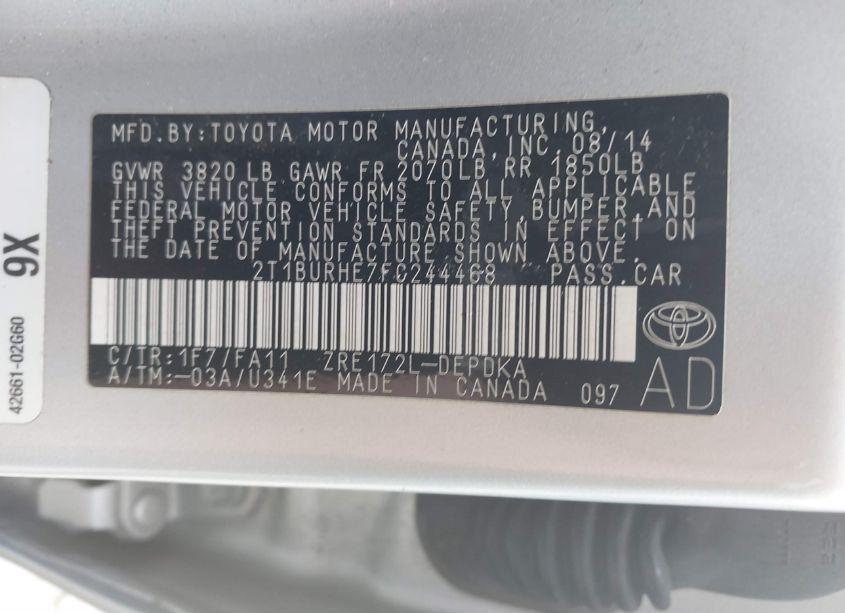 MFD.BY:TOYOTA MOTOR MANUFACTURING,
CANADA, INC. 08/14
GVWR 3820 LB GAWR FR 2070LB RR 1850LB
THIS VEHICLE CONFORMS TO ALL APPLICABLE
FEDERAL MOTOR VEHICLE SAFETY,BUMPER,AND
THEFT PREVENTION STANDARDS IN EFFECT ON
THE DATE OF MANUFACTURE SHOWN ABOVE.
2T1BURHE7FC244468 PASS.CAR
C/TR:1F7/FA11 ZRE172L-DEPDKA
A/TM:-03A/U341E MADE IN CANADA 097
AD
9X
42661-02G60